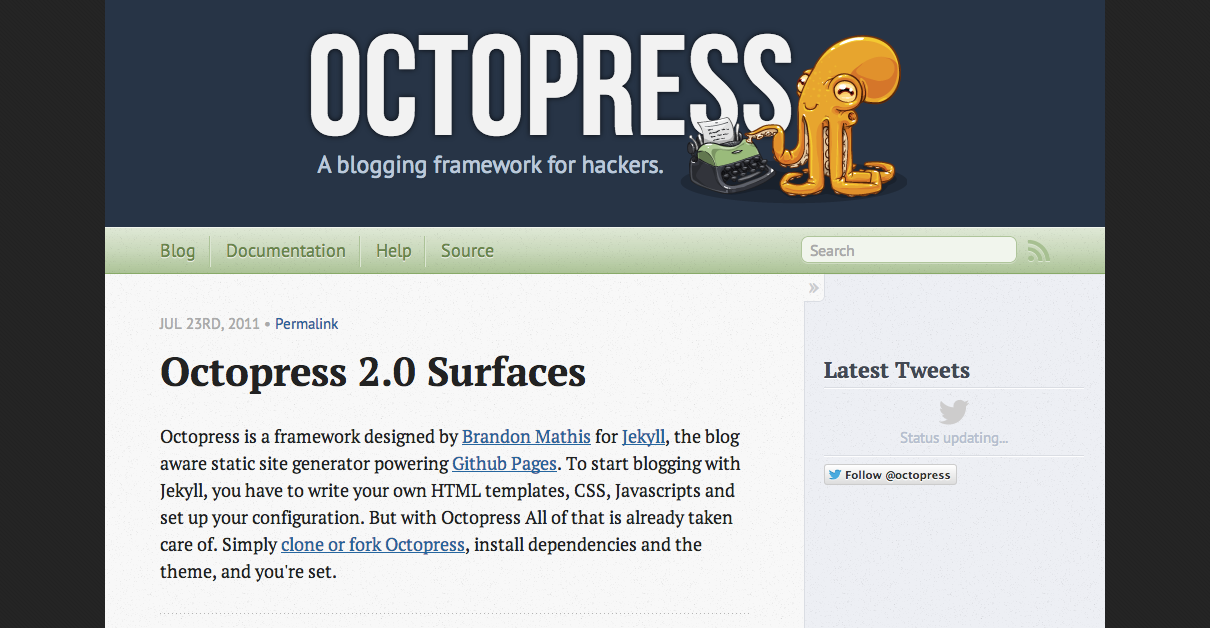 OCTOPRESS
A blogging framework for hackers.
Blog Documentation Help Source Search
»
JUL 23RD, 2011 • Permalink
Octopress 2.0 Surfaces
Octopress is a framework designed by Brandon Mathis for Jekyll, the blog
aware static site generator powering Github Pages. To start blogging with
Jekyll, you have to write your own HTML templates, CSS, Javascripts and
set up your configuration. But with Octopress All of that is already taken
care of. Simply clone or fork Octopress, install dependencies and the
theme, and you're set.
Latest Tweets
Status updating...
Follow @octopress